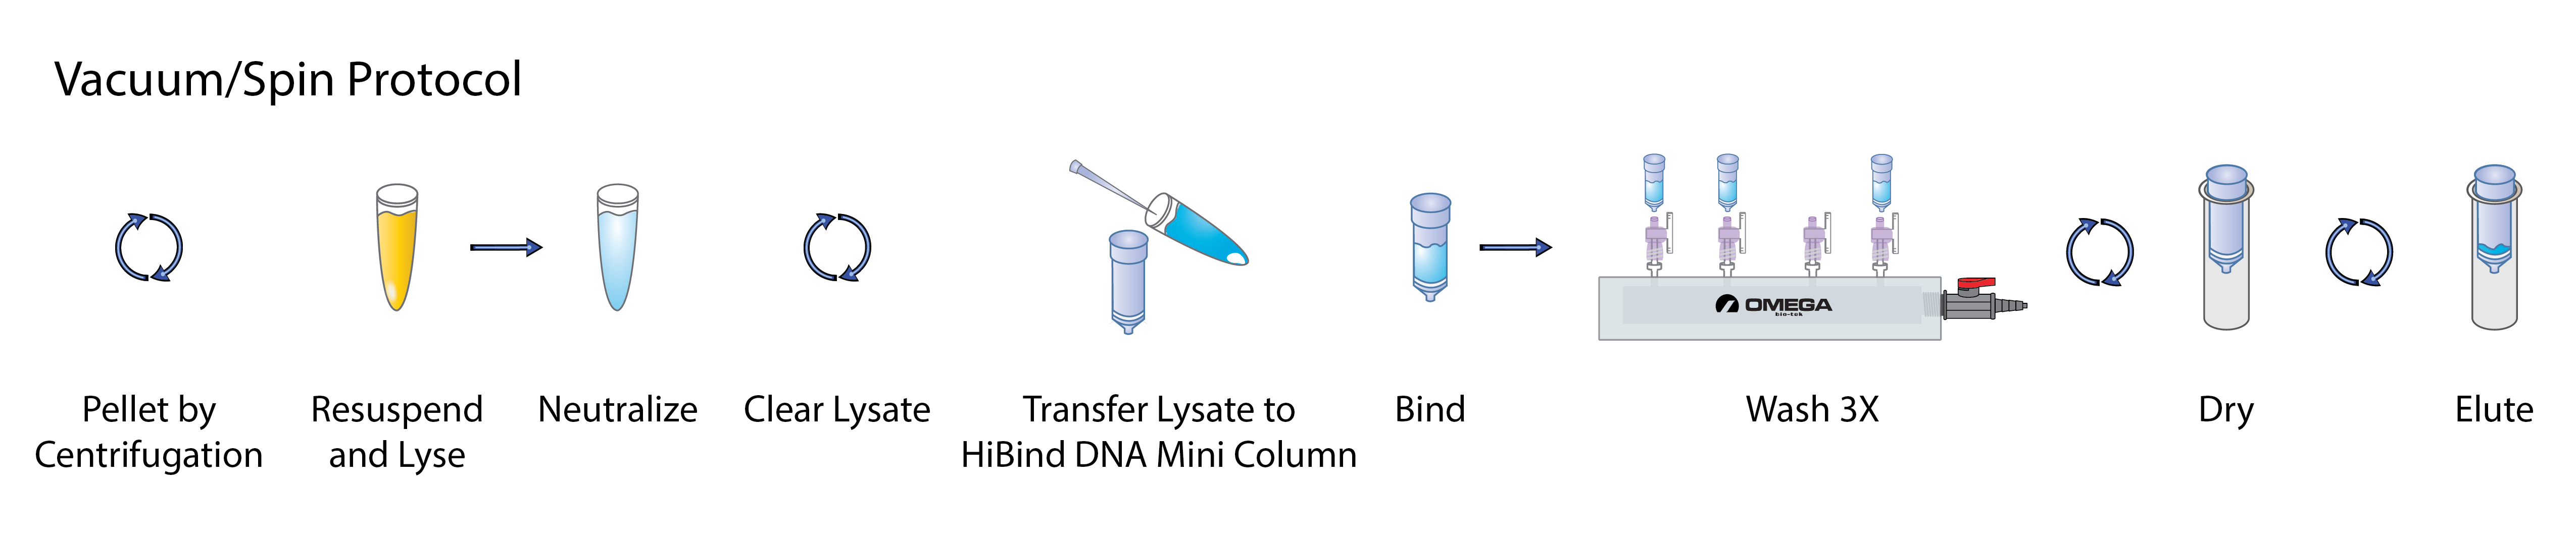 Vacuum/Spin Protocol
OMEGA
bio-tek
Pellet by
Centrifugation
Resuspend
and Lyse
Neutralize
Clear Lysate
Transfer Lysate to
HiBind DNA Mini Column
Bind
Wash 3X
Dry
Elute